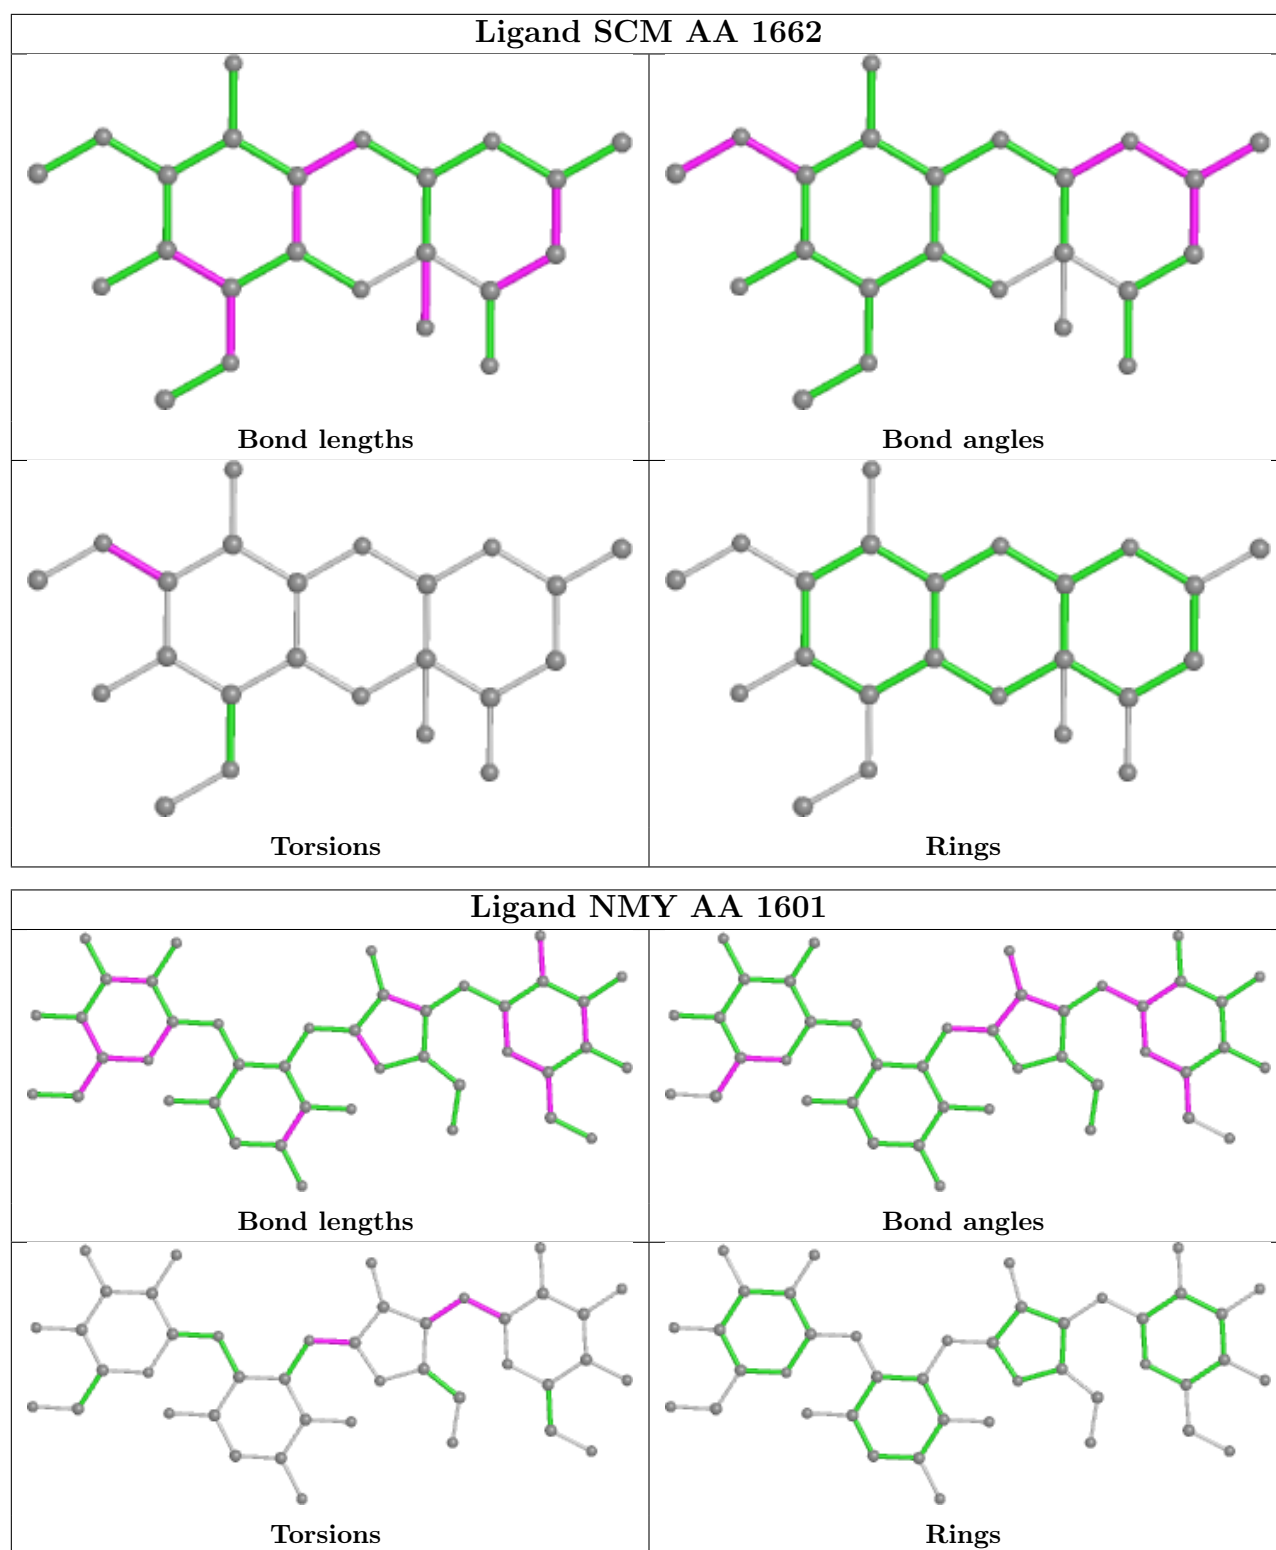 Ligand SCM AA 1662
Bond lengths
Bond angles
Torsions
Rings
Ligand NMY AA 1601
Bond lengths
Bond angles
Torsions
Rings